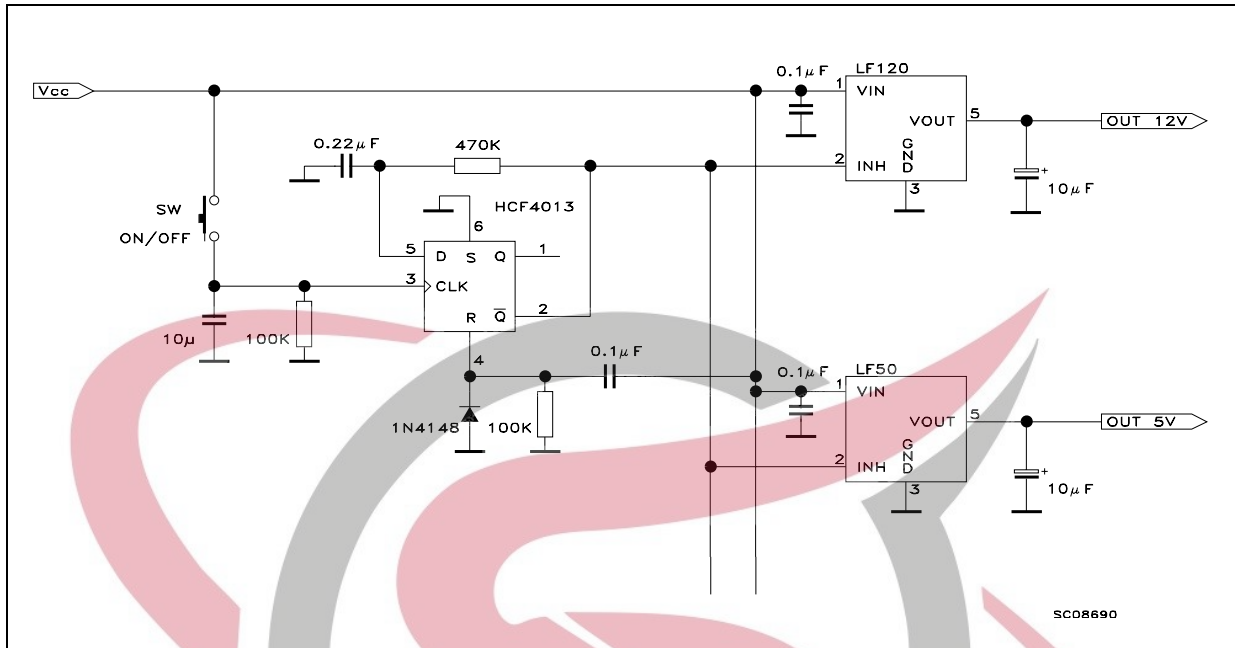 LF120
0.1µF
Vcc
1
VIN
VOUT
5
OUT 12V
0.22µF
470K
2
INH
GND
3
+
10µF
HCF4013
SW
ON/OFF
6
5
D
S
Q
1
3
CLK
R
Q̅
2
10µ
100K
4
0.1µF
1N4148
100K
LF50
0.1µF
1
VIN
VOUT
5
OUT 5V
2
INH
GND
3
+
10µF
SC08690